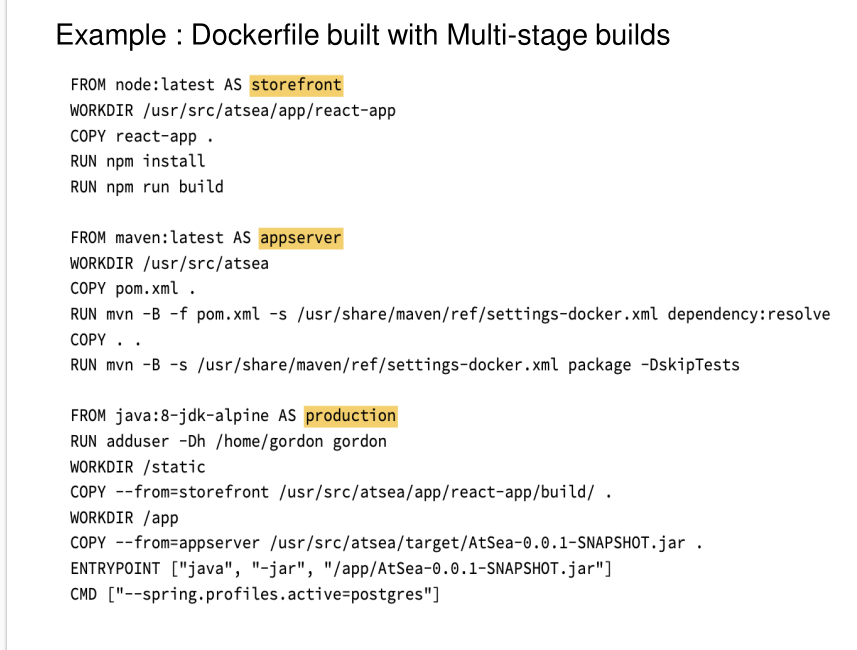 Example : Dockerfile built with Multi-stage builds
FROM node:latest AS storefront
WORKDIR /usr/src/atsea/app/react-app
COPY react-app .
RUN npm install
RUN npm run build
FROM maven:latest AS appserver
WORKDIR /usr/src/atsea
COPY pom.xml .
RUN mvn -B -f pom.xml -s /usr/share/maven/ref/settings-docker.xml dependency:resolve
COPY . .
RUN mvn -B -s /usr/share/maven/ref/settings-docker.xml package -DskipTests
FROM java:8-jdk-alpine AS production
RUN adduser -Dh /home/gordon gordon
WORKDIR /static
COPY --from=storefront /usr/src/atsea/app/react-app/build/ .
WORKDIR /app
COPY --from=appserver /usr/src/atsea/target/AtSea-0.0.1-SNAPSHOT.jar .
ENTRYPOINT ["java", "-jar", "/app/AtSea-0.0.1-SNAPSHOT.jar"]
CMD ["--spring.profiles.active=postgres"]